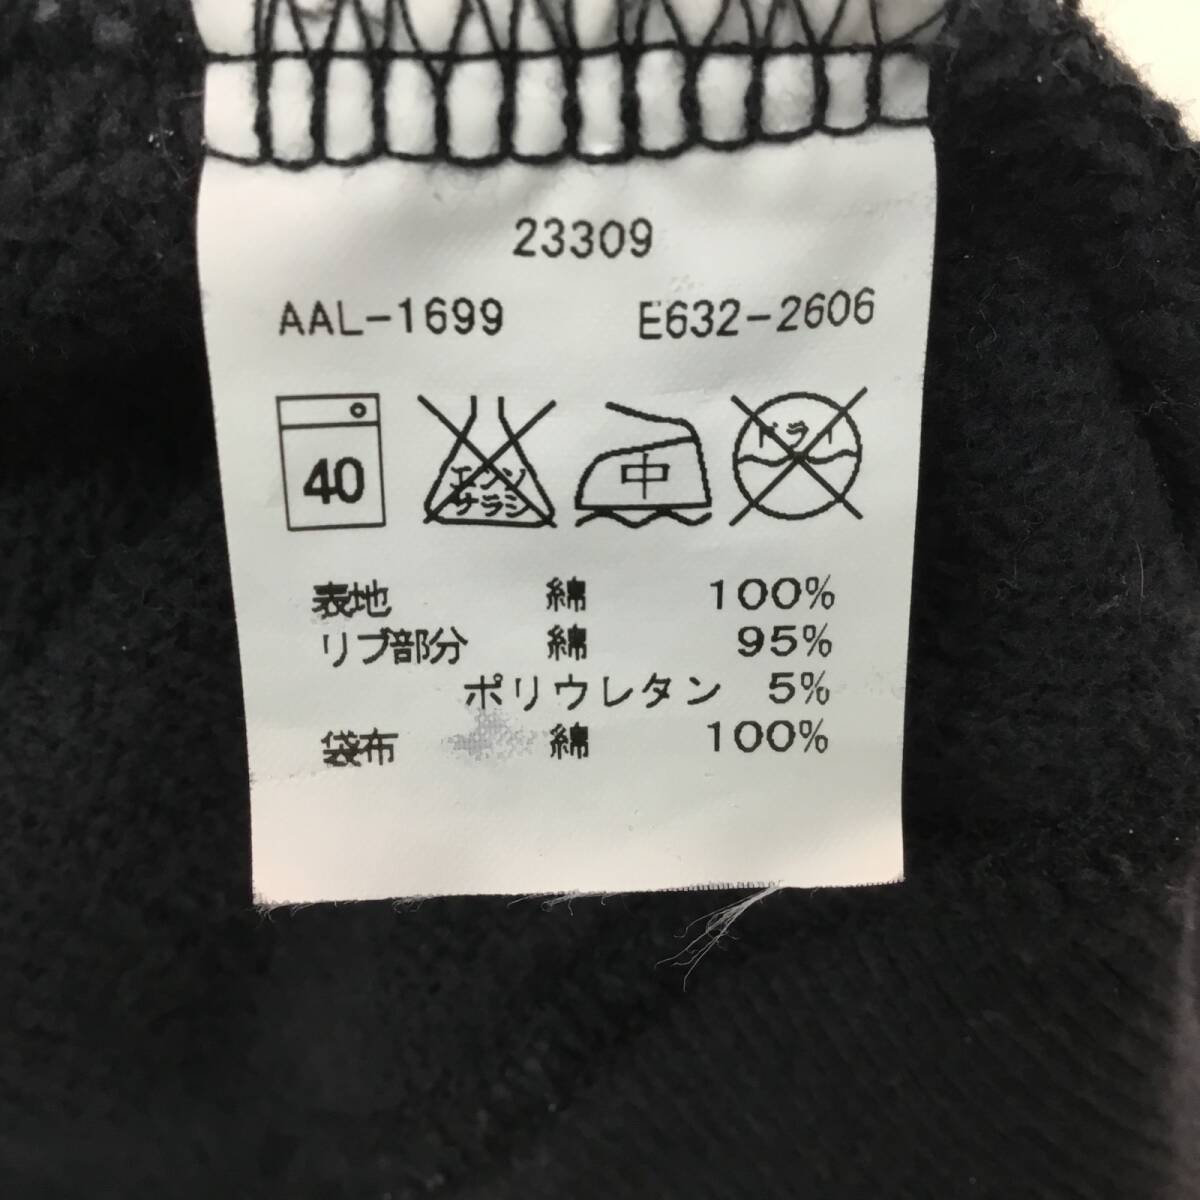 23309
AAL-1699 E632-2606
40 エンソ サラシ 中 ドライ
表地 綿 100%
リブ部分 綿 95%
ポリウレタン 5%
袋布 綿 100%